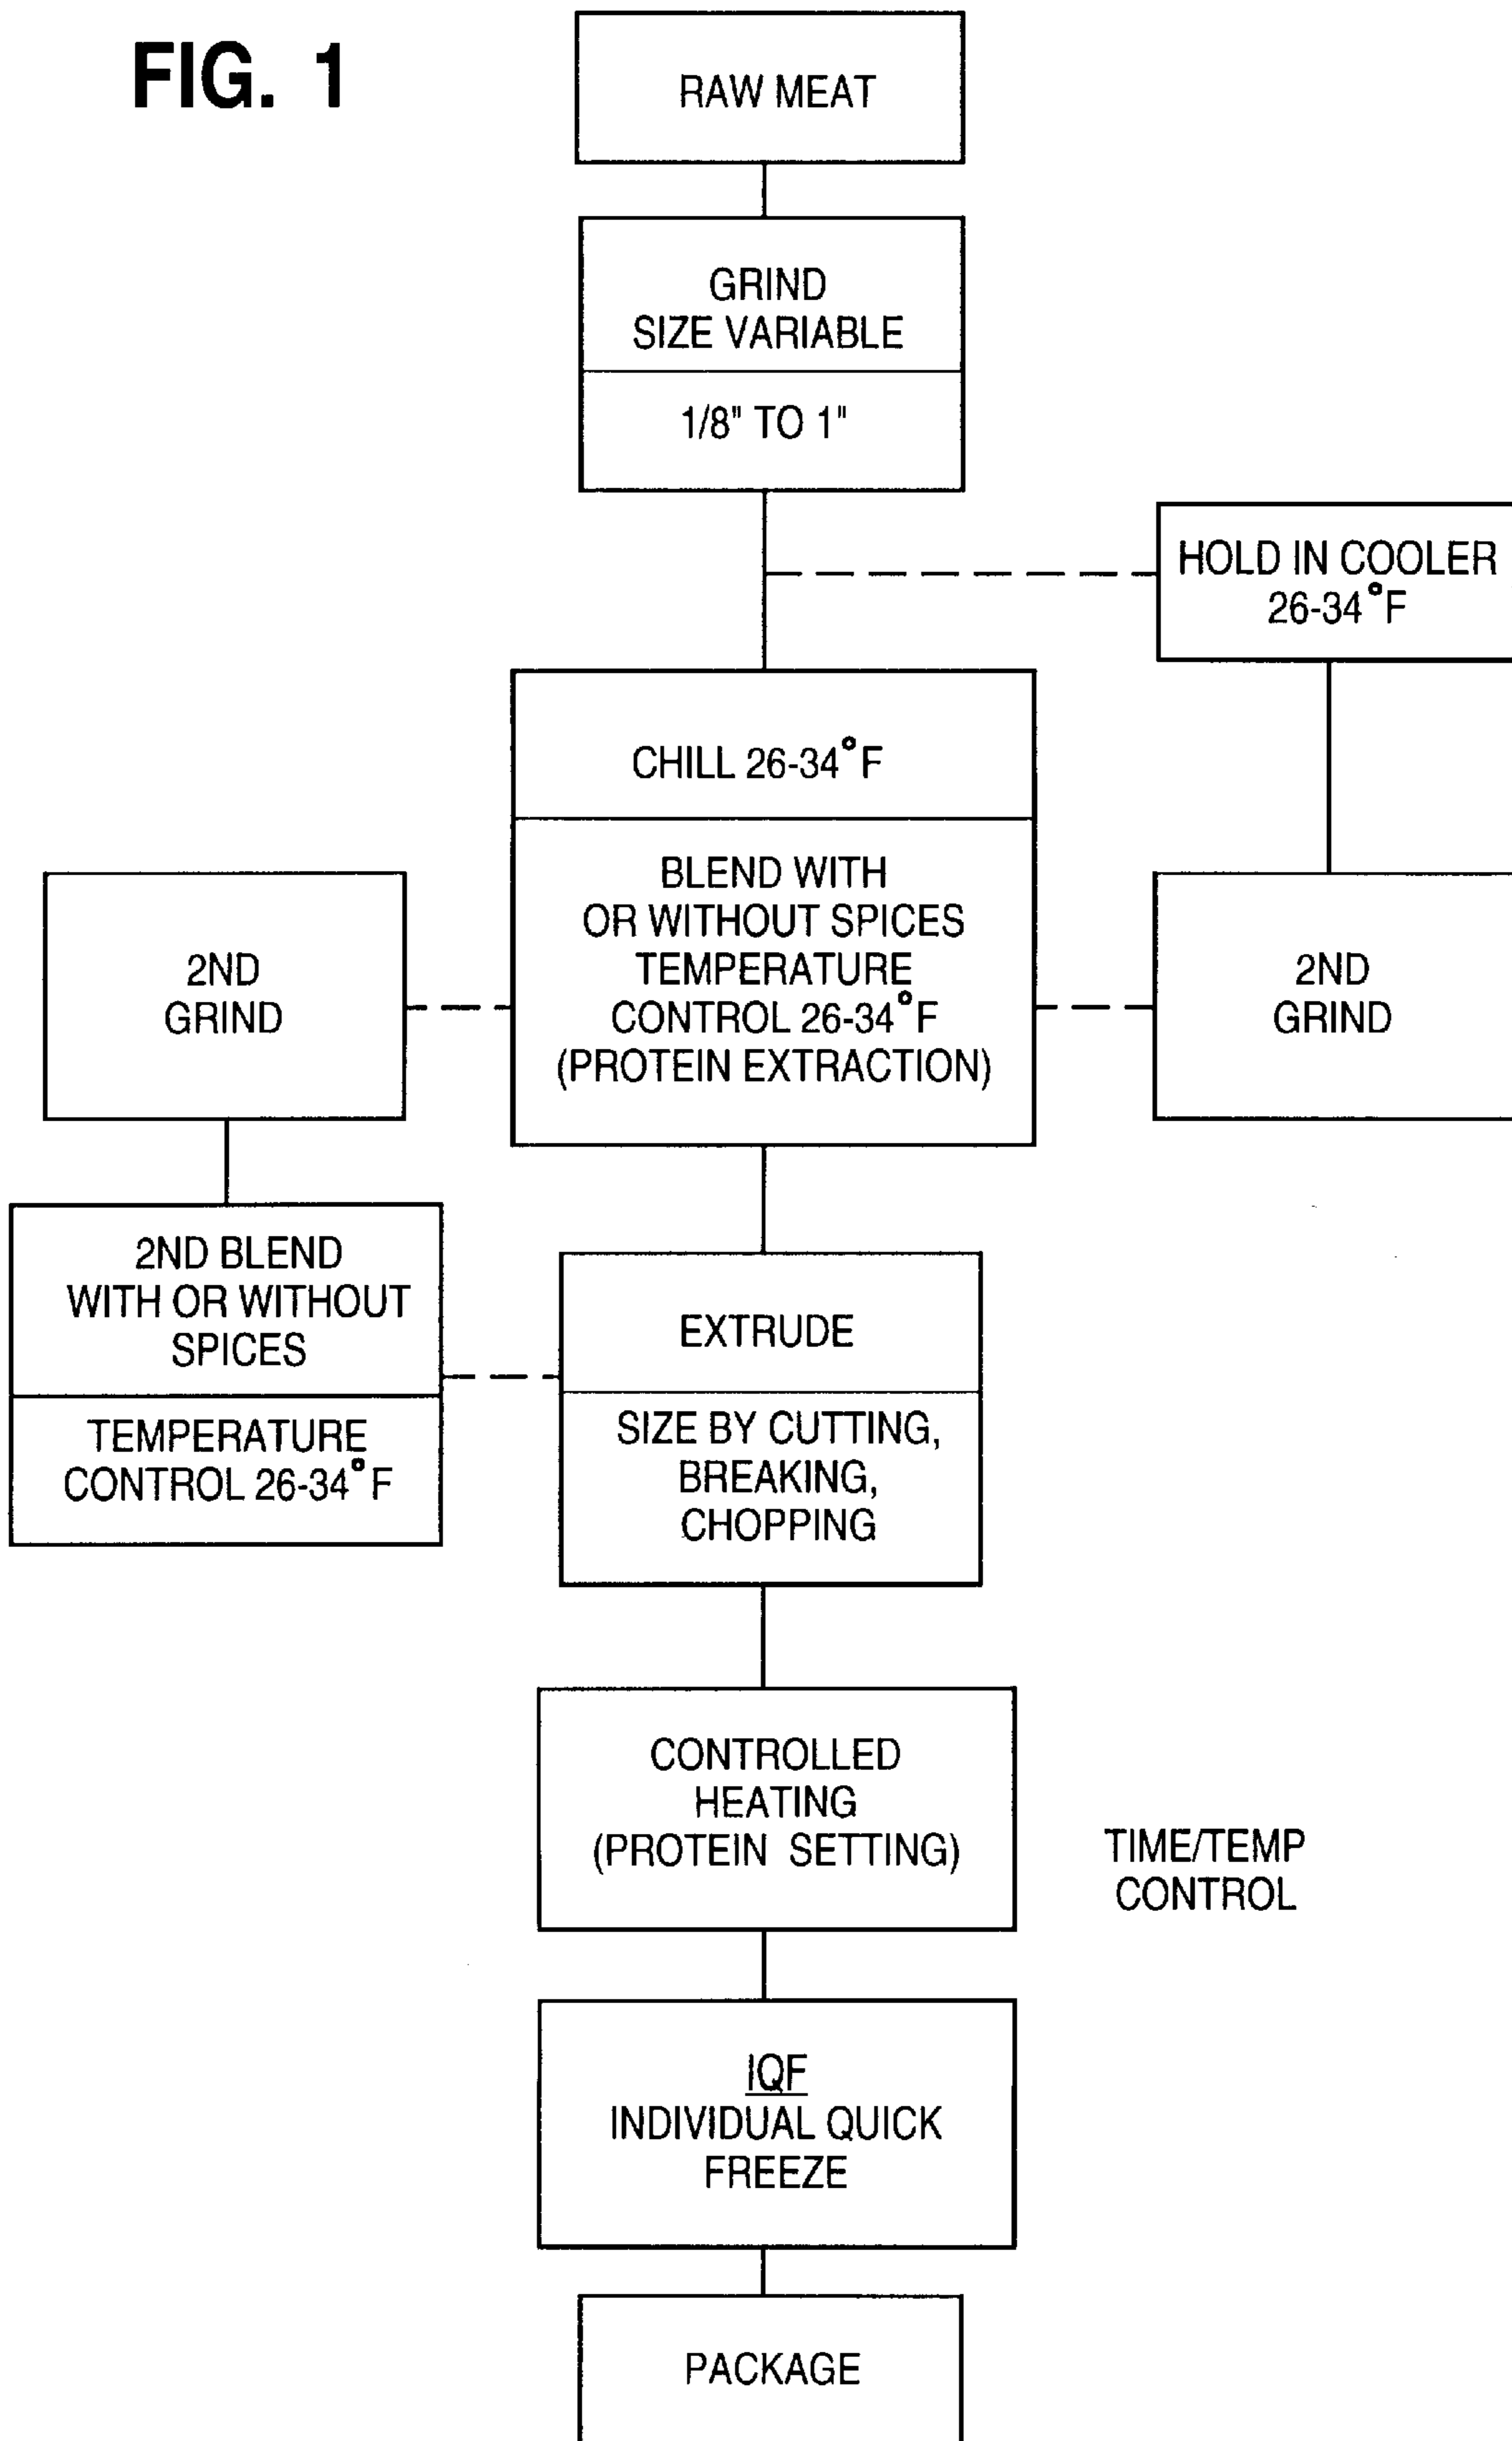 FIG. 1
RAW MEAT
GRIND
SIZE VARIABLE
1/8" TO 1"
HOLD IN COOLER
26-34°F
CHILL 26-34°F
BLEND WITH
OR WITHOUT SPICES
TEMPERATURE
CONTROL 26-34°F
(PROTEIN EXTRACTION)
2ND
GRIND
2ND
GRIND
2ND BLEND
WITH OR WITHOUT
SPICES
TEMPERATURE
CONTROL 26-34°F
EXTRUDE
SIZE BY CUTTING,
BREAKING,
CHOPPING
CONTROLLED
HEATING
(PROTEIN SETTING)
TIME/TEMP
CONTROL
IQF
INDIVIDUAL QUICK
FREEZE
PACKAGE